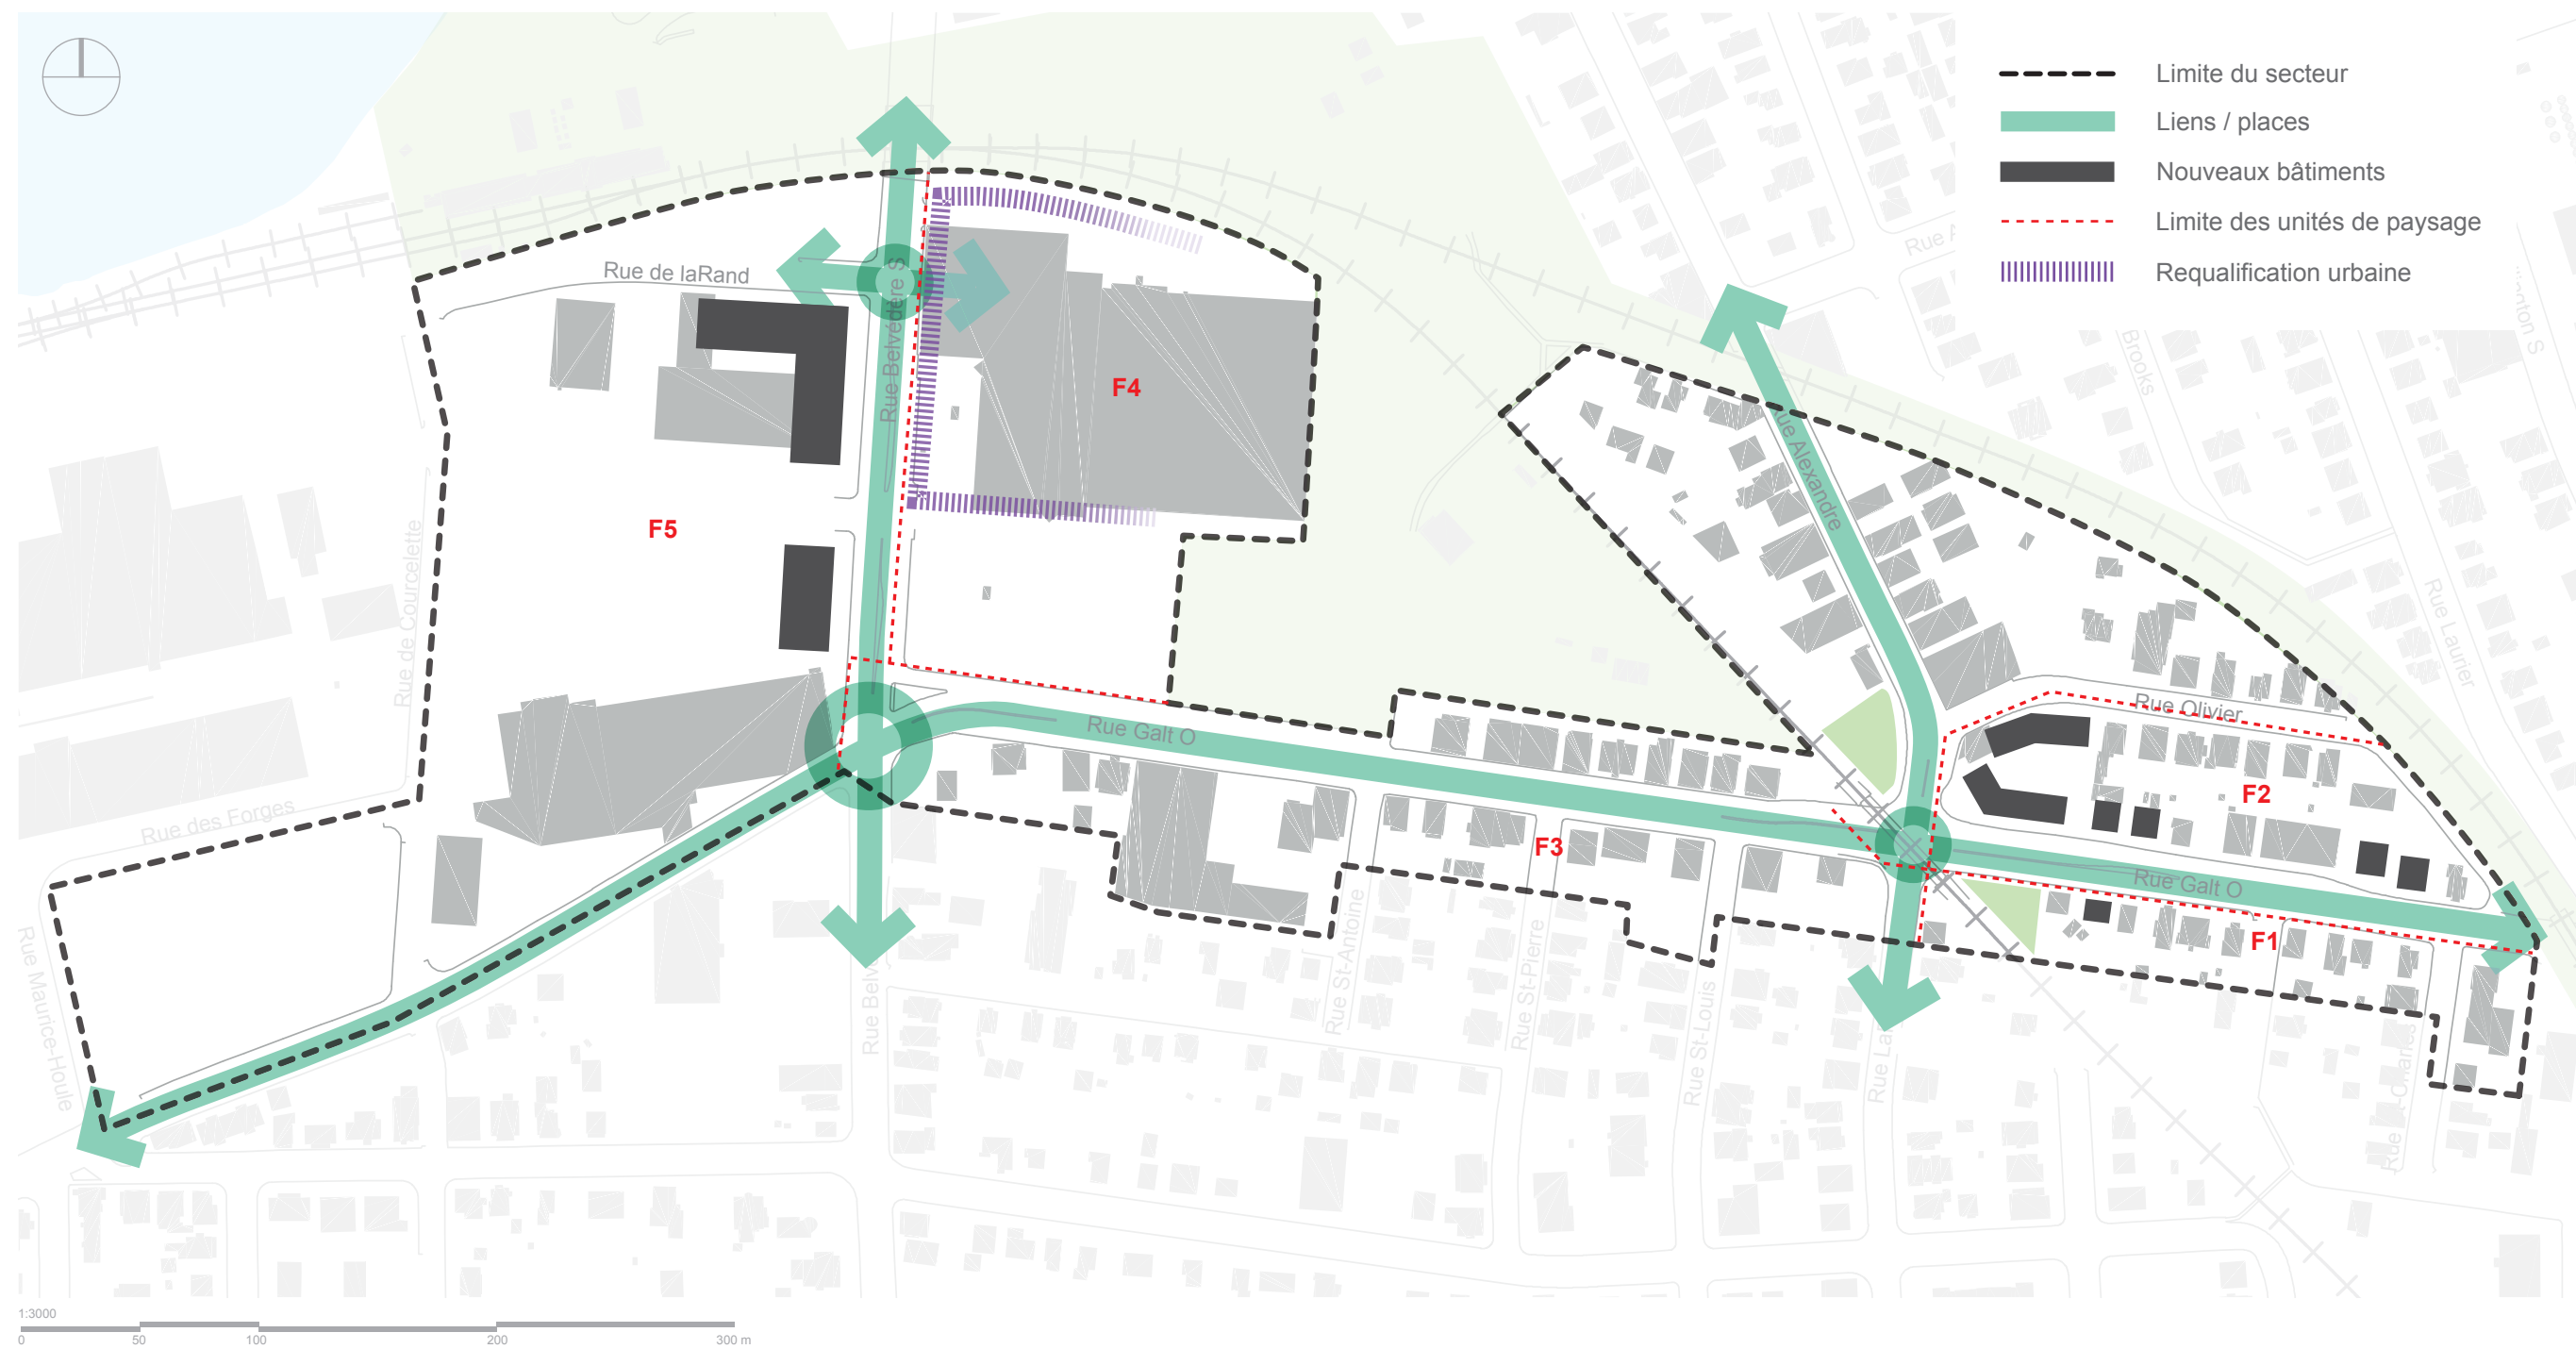 Limite du secteur
Liens / places
Nouveaux bâtiments
Limite des unités de paysage
Requalification urbaine
Rue de laRand
Rue Belvédère S
F4
F5
Rue de Courcelette
Rue des Forges
Rue Maurice-Houle
Rue Galt O
Rue Alexandre
Rue Olivier
F2
F3
Rue Galt O
F1
Rue St-Antoine
Rue St-Pierre
Rue St-Louis
Rue
Rue
Brooks
Rue Laurier
1:3000
0 50 100 200 300 m